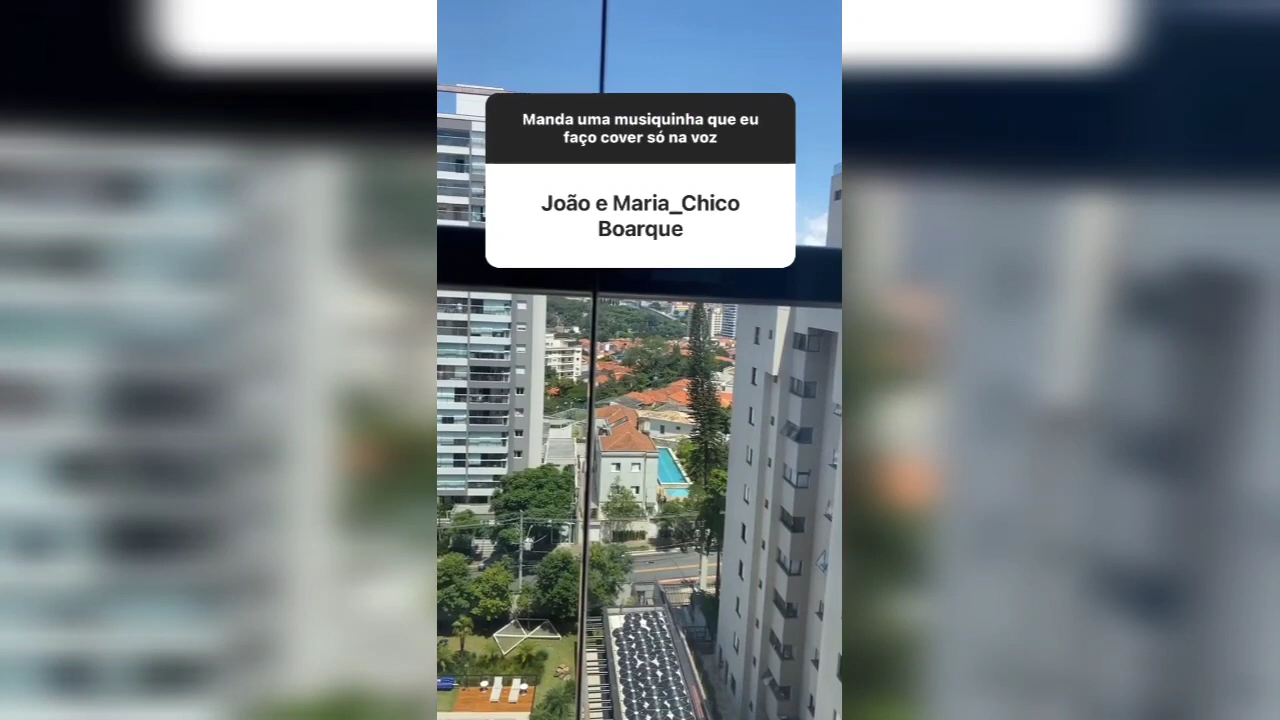 Manda uma musiquinha que eu
faço cover só na voz
João e Maria_Chico
Boarque